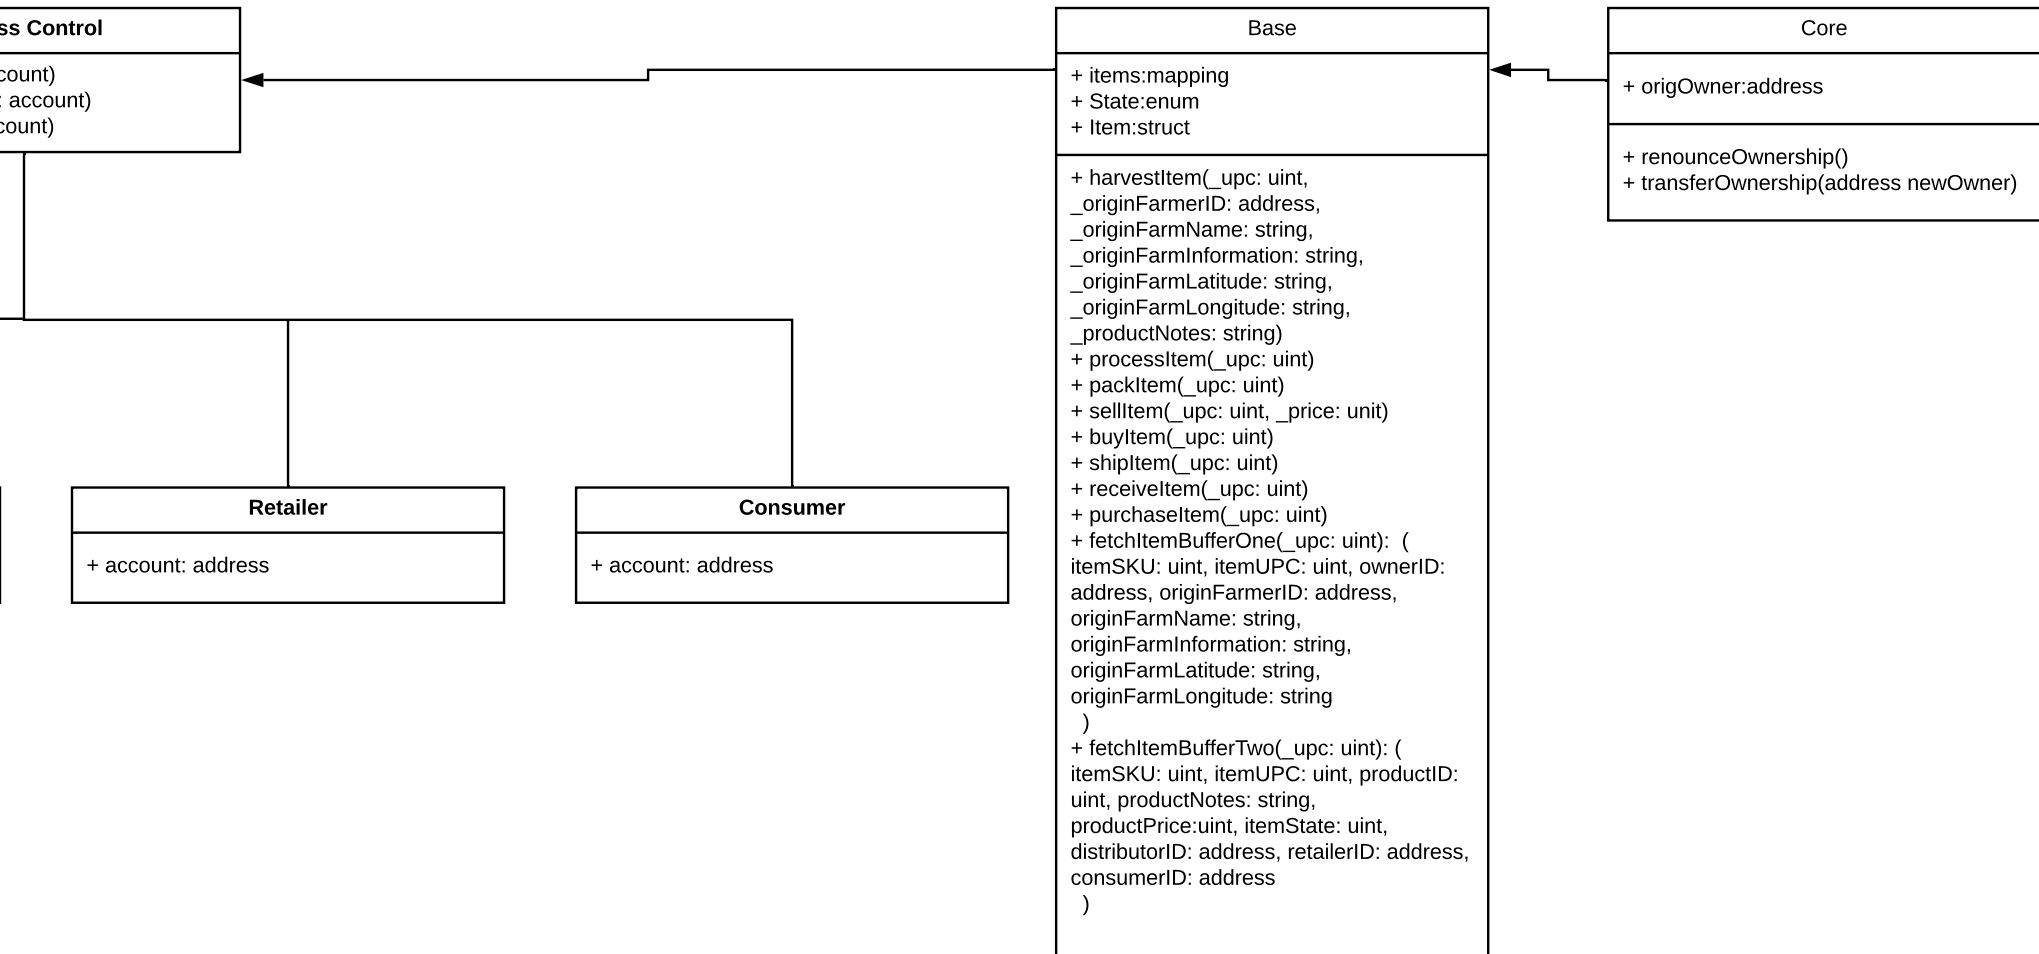 ss Control
count)
: account)
count)
Base
+ items:mapping
+ State:enum
+ Item:struct
+ harvestItem(_upc: uint,
_originFarmerID: address,
_originFarmName: string,
_originFarmInformation: string,
_originFarmLatitude: string,
_originFarmLongitude: string,
_productNotes: string)
+ processItem(_upc: uint)
+ packItem(_upc: uint)
+ sellItem(_upc: uint, _price: unit)
+ buyItem(_upc: uint)
+ shipItem(_upc: uint)
+ receiveItem(_upc: uint)
+ purchaseItem(_upc: uint)
+ fetchItemBufferOne(_upc: uint):  (
itemSKU: uint, itemUPC: uint, ownerID:
address, originFarmerID: address,
originFarmName: string,
originFarmInformation: string,
originFarmLatitude: string,
originFarmLongitude: string
)
+ fetchItemBufferTwo(_upc: uint): (
itemSKU: uint, itemUPC: uint, productID:
uint, productNotes: string,
productPrice:uint, itemState: uint,
distributorID: address, retailerID: address,
consumerID: address
)
Core
+ origOwner:address
+ renounceOwnership()
+ transferOwnership(address newOwner)
Retailer
+ account: address
Consumer
+ account: address